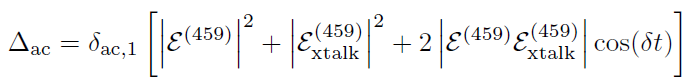 Δ_ac = δ_ac,1 [ |ℰ^(459)|^2 + |ℰ_xtalk^(459)|^2 + 2 |ℰ^(459) ℰ_xtalk^(459)| cos(δt) ]